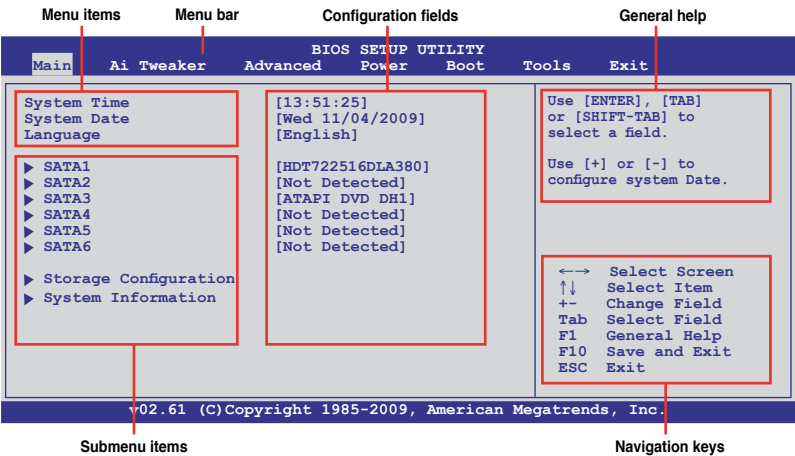 Menu items Menu bar Configuration fields General help
BIOS SETUP UTILITY
Main Ai Tweaker Advanced Power Boot Tools Exit
System Time [13:51:25]
System Date [Wed 11/04/2009]
Language [English]
SATA1 [HDT722516DLA380]
SATA2 [Not Detected]
SATA3 [ATAPI DVD DH1]
SATA4 [Not Detected]
SATA5 [Not Detected]
SATA6 [Not Detected]
Storage Configuration
System Information
Use [ENTER], [TAB]
or [SHIFT-TAB] to
select a field.
Use [+] or [-] to
configure system Date.
←→ Select Screen
↑↓ Select Item
+- Change Field
Tab Select Field
F1 General Help
F10 Save and Exit
ESC Exit
v02.61 (C)Copyright 1985-2009, American Megatrends, Inc.
Submenu items Navigation keys